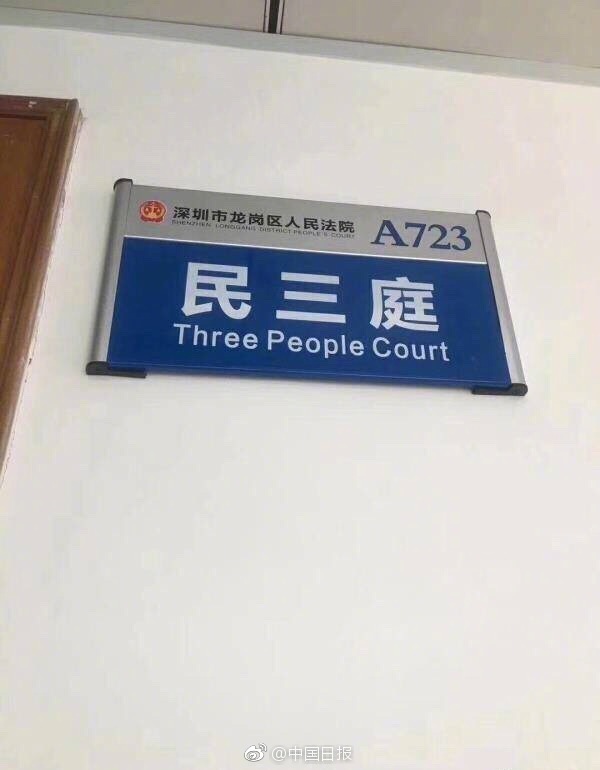 深圳市龙岗区人民法院
SHENZHEN LONGGANG DISTRICT PEOPLE'S COURT
A723
民三庭
Three People Court
@中国日报